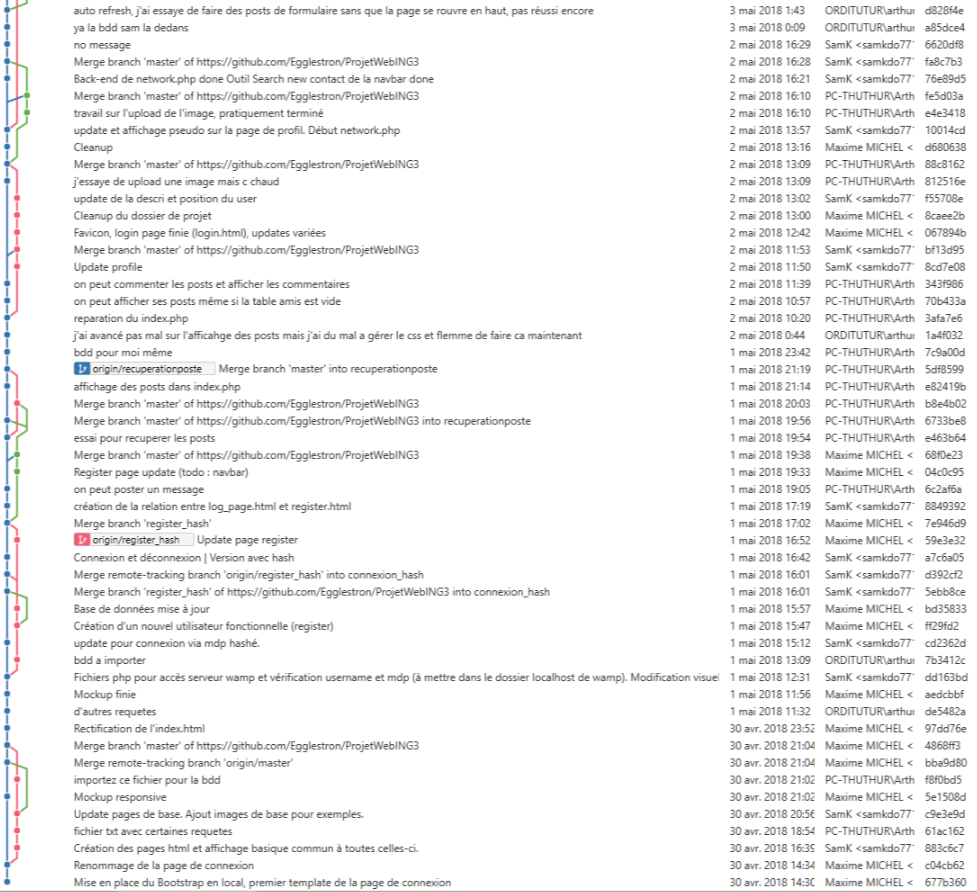 auto refresh, j'ai essaye de faire des posts de formulaire sans que la page se rouvre en haut, pas réussi encore 3 mai 2018 1:43 ORDITUTUR\arthur d828f4e
ya la bdd sam la dedans 3 mai 2018 0:09 ORDITUTUR\arthur a85dce4
no message 2 mai 2018 16:29 SamK <samkdo77 6620df8
Merge branch 'master' of https://github.com/Egglestron/ProjetWebING3 2 mai 2018 16:28 SamK <samkdo77 fa8c7b3
Back-end de network.php done Outil Search new contact de la navbar done 2 mai 2018 16:21 SamK <samkdo77 76e89d5
Merge branch 'master' of https://github.com/Egglestron/ProjetWebING3 2 mai 2018 16:10 PC-THUTHUR\Arth fe5d03a
travail sur l'upload de l'image, pratiquement terminé 2 mai 2018 16:10 PC-THUTHUR\Arth e4e3418
update et affichage pseudo sur la page de profil. Début network.php 2 mai 2018 13:57 SamK <samkdo77 10014cd
Cleanup 2 mai 2018 13:16 Maxime MICHEL < d680638
Merge branch 'master' of https://github.com/Egglestron/ProjetWebING3 2 mai 2018 13:09 PC-THUTHUR\Arth 88c8162
j'essaye de upload une image mais c chaud 2 mai 2018 13:09 PC-THUTHUR\Arth 812516e
update de la descri et position du user 2 mai 2018 13:02 SamK <samkdo77 f55708e
Cleanup du dossier de projet 2 mai 2018 13:00 Maxime MICHEL < 8caee2b
Favicon, login page finie (login.html), updates variées 2 mai 2018 12:42 Maxime MICHEL < 067894b
Merge branch 'master' of https://github.com/Egglestron/ProjetWebING3 2 mai 2018 11:53 SamK <samkdo77 bf13d95
Update profile 2 mai 2018 11:50 SamK <samkdo77 8cd7e08
on peut commenter les posts et afficher les commentaires 2 mai 2018 11:39 PC-THUTHUR\Arth 343f986
on peut afficher ses posts même si la table amis est vide 2 mai 2018 10:57 PC-THUTHUR\Arth 70b433a
reparation du index.php 2 mai 2018 10:20 PC-THUTHUR\Arth 3afa7e6
j'ai avancé pas mal sur l'afficahge des posts mais j'ai du mal a gérer le css et flemme de faire ca maintenant 2 mai 2018 0:44 ORDITUTUR\arthur 1a4f032
bdd pour moi même 1 mai 2018 23:42 PC-THUTHUR\Arth 7c9a00d
origin/recuperationposte Merge branch 'master' into recuperationposte 1 mai 2018 21:19 PC-THUTHUR\Arth 5df8599
affichage des posts dans index.php 1 mai 2018 21:14 PC-THUTHUR\Arth e82419b
Merge branch 'master' of https://github.com/Egglestron/ProjetWebING3 1 mai 2018 20:03 PC-THUTHUR\Arth b8e4b02
Merge branch 'master' of https://github.com/Egglestron/ProjetWebING3 into recuperationposte 1 mai 2018 19:56 PC-THUTHUR\Arth 6733be8
essai pour recuperer les posts 1 mai 2018 19:54 PC-THUTHUR\Arth e463b64
Merge branch 'master' of https://github.com/Egglestron/ProjetWebING3 1 mai 2018 19:38 Maxime MICHEL < 68f0e23
Register page update (todo : navbar) 1 mai 2018 19:33 Maxime MICHEL < 04c0c95
on peut poster un message 1 mai 2018 19:05 PC-THUTHUR\Arth 6c2af6a
création de la relation entre log_page.html et register.html 1 mai 2018 17:19 SamK <samkdo77 8849392
Merge branch 'register_hash' 1 mai 2018 17:02 Maxime MICHEL < 7e946d9
origin/register_hash Update page register 1 mai 2018 16:52 Maxime MICHEL < 59e3e32
Connexion et déconnexion | Version avec hash 1 mai 2018 16:42 SamK <samkdo77 a7c6a05
Merge remote-tracking branch 'origin/register_hash' into connexion_hash 1 mai 2018 16:01 SamK <samkdo77 d392cf2
Merge branch 'register_hash' of https://github.com/Egglestron/ProjetWebING3 into connexion_hash 1 mai 2018 16:01 SamK <samkdo77 5ebb8ce
Base de données mise à jour 1 mai 2018 15:57 Maxime MICHEL < bd35833
Création d'un nouvel utilisateur fonctionnelle (register) 1 mai 2018 15:47 Maxime MICHEL < ff29fd2
update pour connexion via mdp hashé. 1 mai 2018 15:12 SamK <samkdo77 cd2362d
bdd a importer 1 mai 2018 13:09 ORDITUTUR\arthur 7b3412c
Fichiers php pour accès serveur wamp et vérification username et mdp (à mettre dans le dossier localhost de wamp). Modification visuel 1 mai 2018 12:31 SamK <samkdo77 dd163bd
Mockup finie 1 mai 2018 11:56 Maxime MICHEL < aedcbbf
d'autres requetes 1 mai 2018 11:32 ORDITUTUR\arthur de5482a
Rectification de l'index.html 30 avr. 2018 23:52 Maxime MICHEL < 97dd76e
Merge branch 'master' of https://github.com/Egglestron/ProjetWebING3 30 avr. 2018 21:04 Maxime MICHEL < 4868ff3
Merge remote-tracking branch 'origin/master' 30 avr. 2018 21:04 Maxime MICHEL < bba9d80
importez ce fichier pour la bdd 30 avr. 2018 21:02 PC-THUTHUR\Arth f8f0bd5
Mockup responsive 30 avr. 2018 21:02 Maxime MICHEL < 5e1508d
Update pages de base. Ajout images de base pour exemples. 30 avr. 2018 20:56 SamK <samkdo77 c9e3e9d
fichier txt avec certaines requetes 30 avr. 2018 18:54 PC-THUTHUR\Arth 61ac162
Création des pages html et affichage basique commun à toutes celles-ci. 30 avr. 2018 16:39 SamK <samkdo77 883c6c7
Renommage de la page de connexion 30 avr. 2018 14:34 Maxime MICHEL < c04cb62
Mise en place du Bootstrap en local, premier template de la page de connexion 30 avr. 2018 14:30 Maxime MICHEL < 677b360